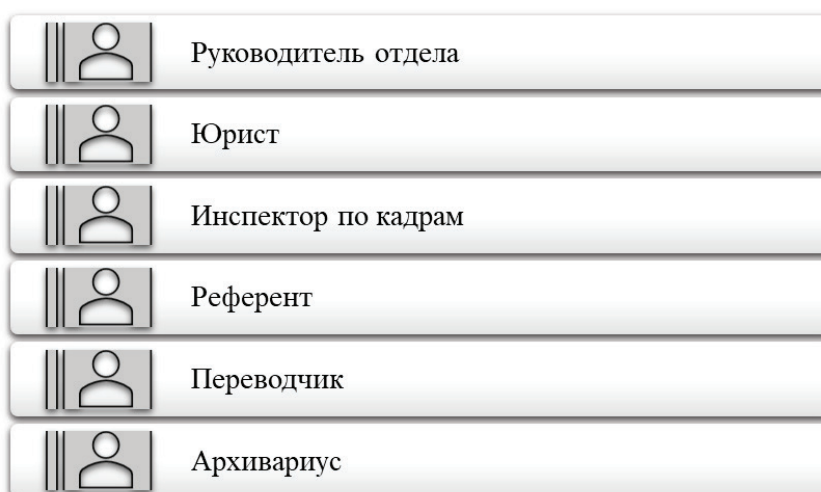 Руководитель отдела
Юрист
Инспектор по кадрам
Референт
Переводчик
Архивариус